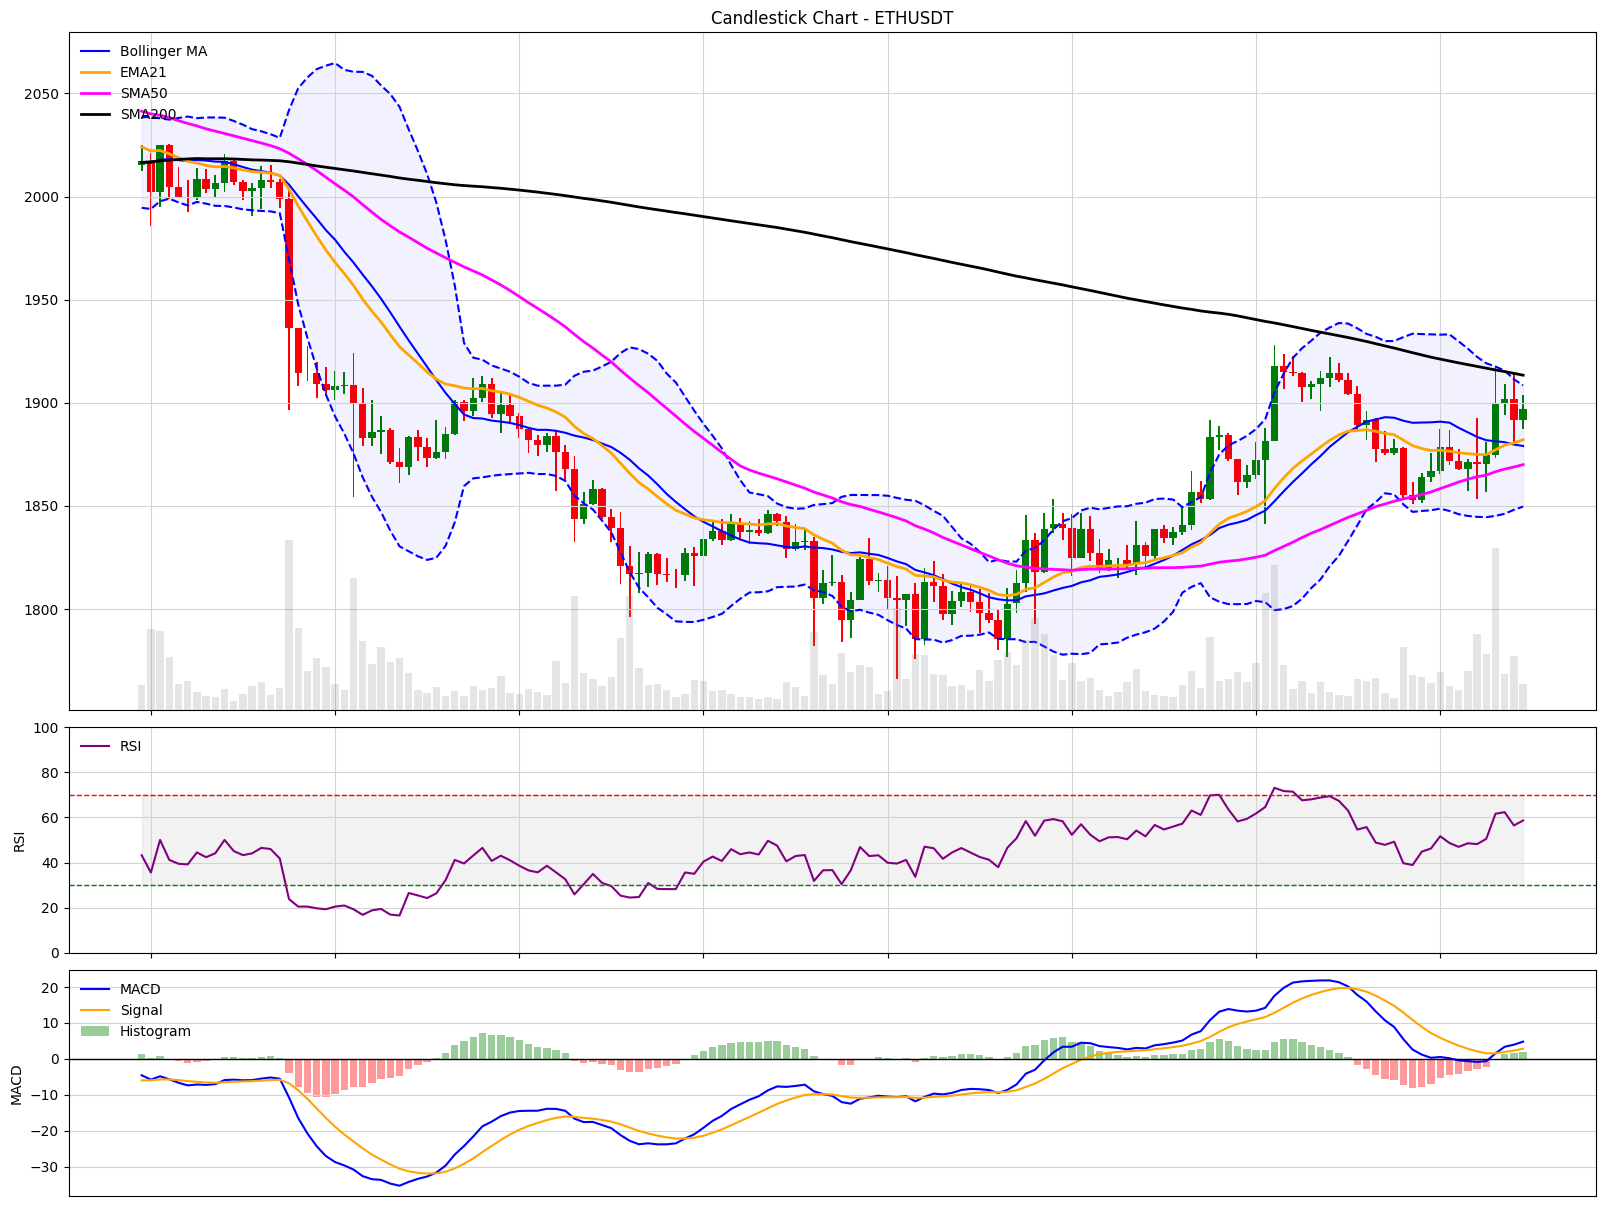 Candlestick Chart - ETHUSDT
Bollinger MA
EMA21
SMA50
SMA200
2050
2000
1950
1900
1850
1800
RSI
100
80
60
40
20
0
RSI
MACD
Signal
Histogram
20
10
0
−10
−20
−30
MACD